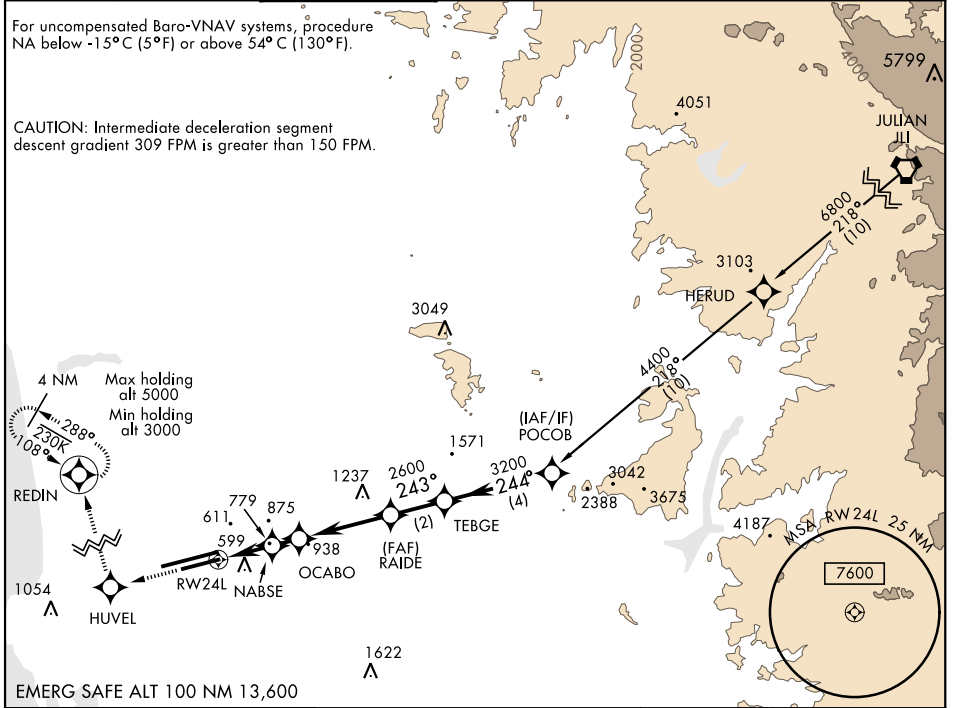 For uncompensated Baro-VNAV systems, procedure
NA below -15°C (5°F) or above 54°C (130°F).
CAUTION: Intermediate deceleration segment
descent gradient 309 FPM is greater than 150 FPM.
2000
4000
5799
4051
JULIAN
JLI
6800
218°
(10)
3103
HERUD
3049
4400
218°
(10)
4 NM
Max holding
alt 5000
Min holding
alt 3000
288°
230K
108°
REDIN
(IAF/IF)
POCOB
1571
2600
243°
(2)
3200
244°
(4)
TEBGE
1237
3042
2388
3675
779
875
611
599
938
(FAF)
RAIDE
OCABO
RW24L
NABSE
4187
MSA RW24L 25 NM
7600
1054
HUVEL
1622
EMERG SAFE ALT 100 NM 13,600